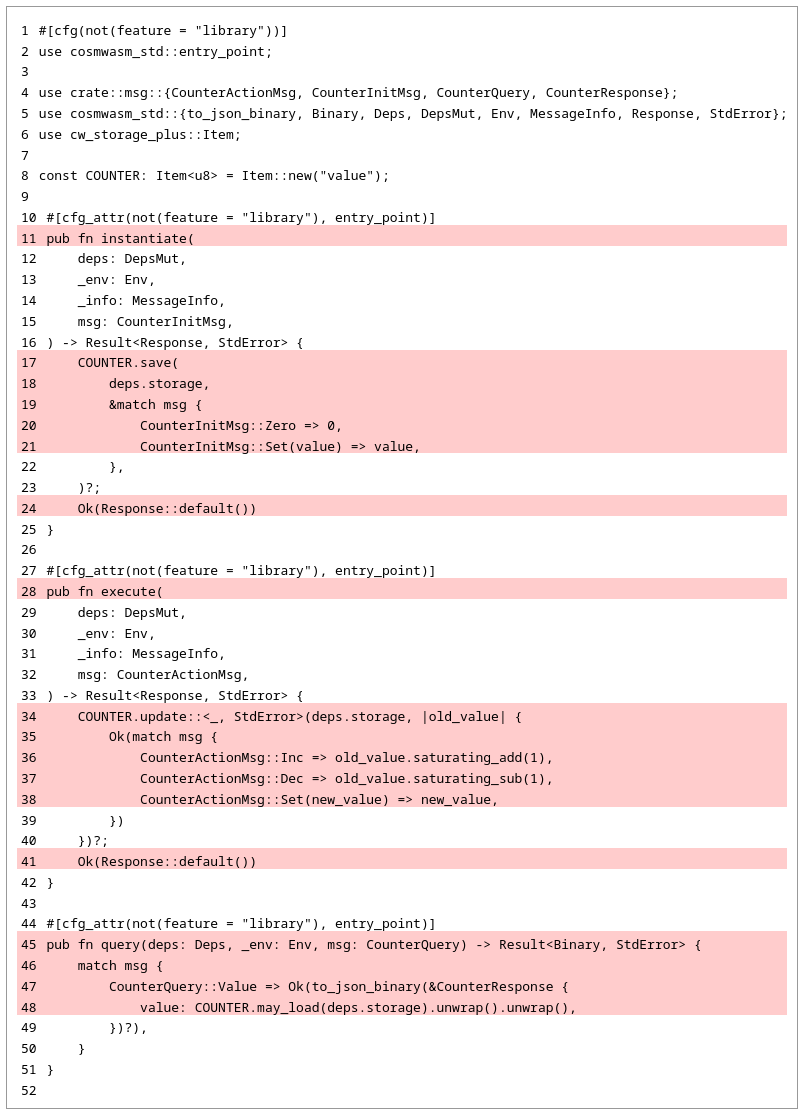 1 #[cfg(not(feature = "library"))]
2 use cosmwasm_std::entry_point;
3
4 use crate::msg::{CounterActionMsg, CounterInitMsg, CounterQuery, CounterResponse};
5 use cosmwasm_std::{to_json_binary, Binary, Deps, DepsMut, Env, MessageInfo, Response, StdError};
6 use cw_storage_plus::Item;
7
8 const COUNTER: Item<u8> = Item::new("value");
9
10 #[cfg_attr(not(feature = "library"), entry_point)]
11 pub fn instantiate(
12     deps: DepsMut,
13     _env: Env,
14     _info: MessageInfo,
15     msg: CounterInitMsg,
16 ) -> Result<Response, StdError> {
17     COUNTER.save(
18         deps.storage,
19         &match msg {
20             CounterInitMsg::Zero => 0,
21             CounterInitMsg::Set(value) => value,
22         },
23     )?;
24     Ok(Response::default())
25 }
26
27 #[cfg_attr(not(feature = "library"), entry_point)]
28 pub fn execute(
29     deps: DepsMut,
30     _env: Env,
31     _info: MessageInfo,
32     msg: CounterActionMsg,
33 ) -> Result<Response, StdError> {
34     COUNTER.update::<_, StdError>(deps.storage, |old_value| {
35         Ok(match msg {
36             CounterActionMsg::Inc => old_value.saturating_add(1),
37             CounterActionMsg::Dec => old_value.saturating_sub(1),
38             CounterActionMsg::Set(new_value) => new_value,
39         })
40     })?;
41     Ok(Response::default())
42 }
43
44 #[cfg_attr(not(feature = "library"), entry_point)]
45 pub fn query(deps: Deps, _env: Env, msg: CounterQuery) -> Result<Binary, StdError> {
46     match msg {
47         CounterQuery::Value => Ok(to_json_binary(&CounterResponse {
48             value: COUNTER.may_load(deps.storage).unwrap().unwrap(),
49         })?),
50     }
51 }
52